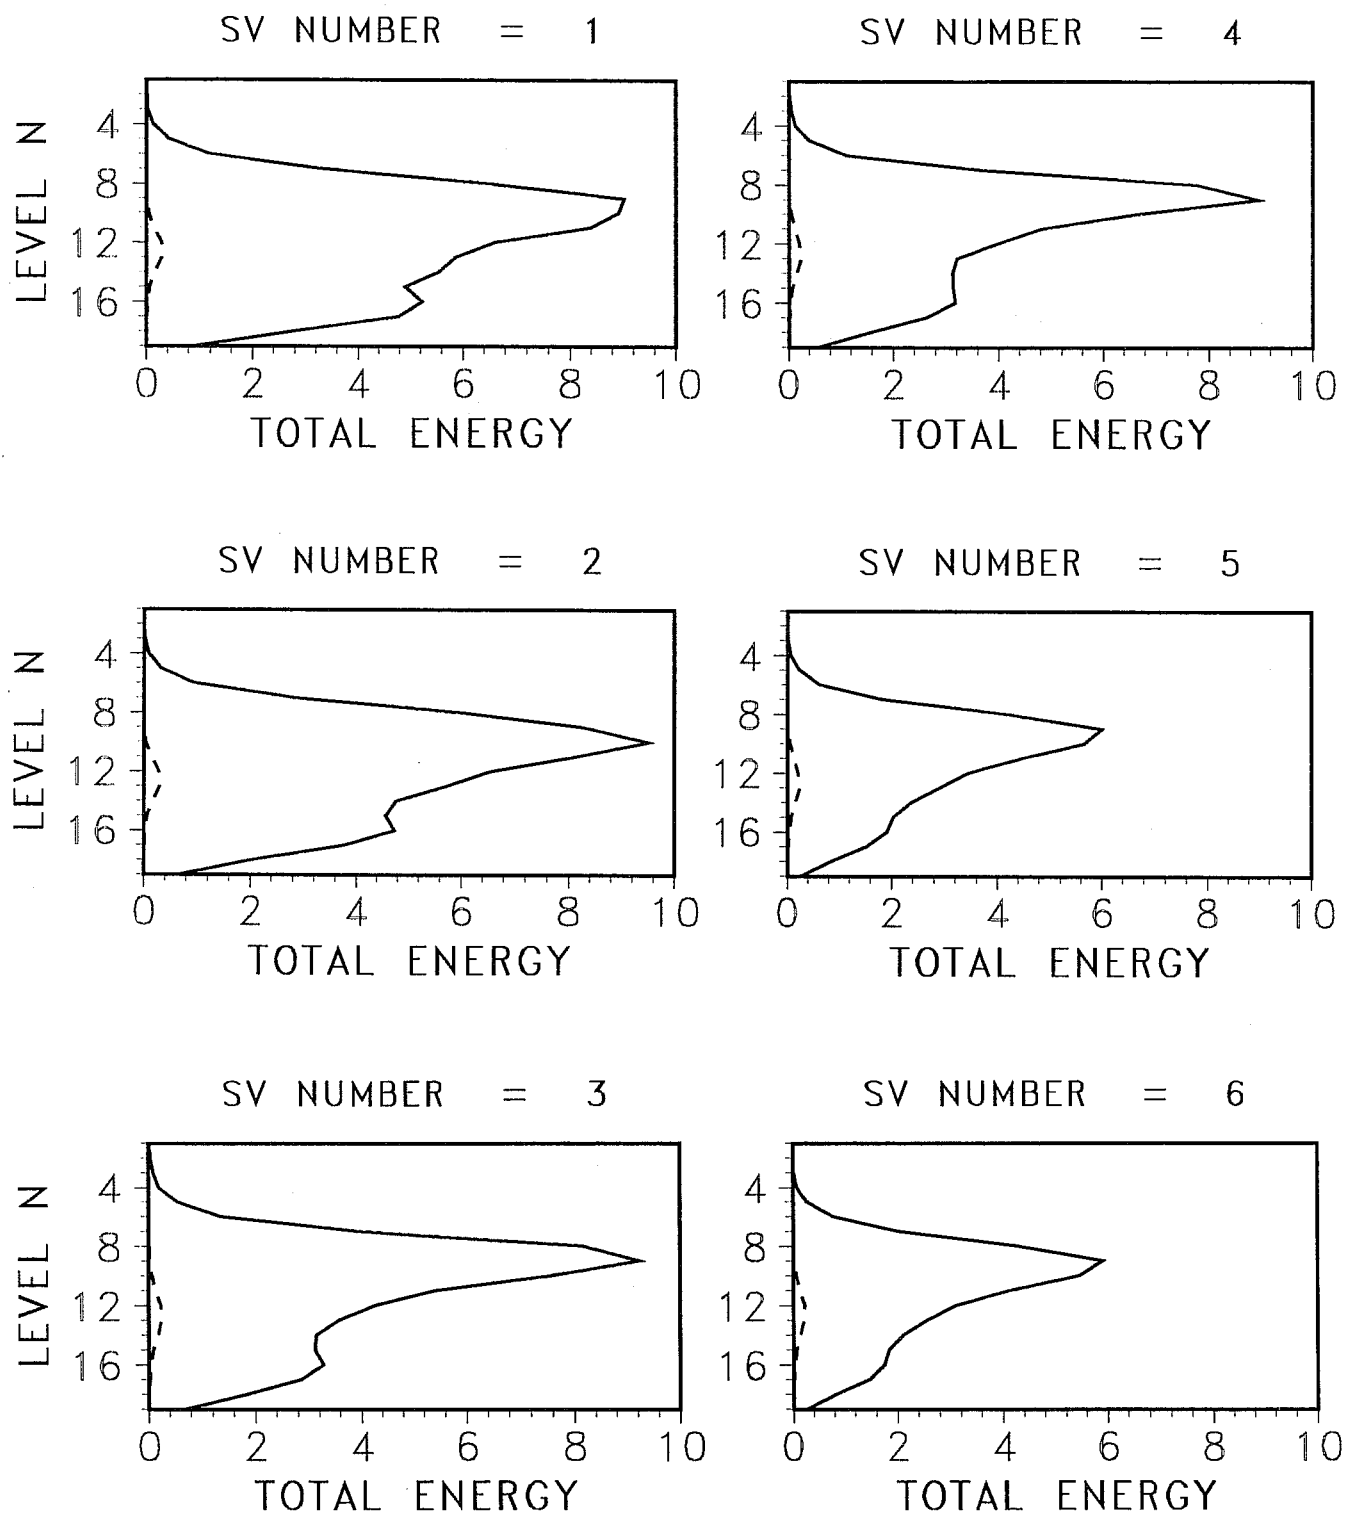 SV NUMBER = 1
LEVEL N
4
8
12
16
0 2 4 6 8 10
TOTAL ENERGY
SV NUMBER = 4
4
8
12
16
0 2 4 6 8 10
TOTAL ENERGY
SV NUMBER = 2
LEVEL N
4
8
12
16
0 2 4 6 8 10
TOTAL ENERGY
SV NUMBER = 5
4
8
12
16
0 2 4 6 8 10
TOTAL ENERGY
SV NUMBER = 3
LEVEL N
4
8
12
16
0 2 4 6 8 10
TOTAL ENERGY
SV NUMBER = 6
4
8
12
16
0 2 4 6 8 10
TOTAL ENERGY